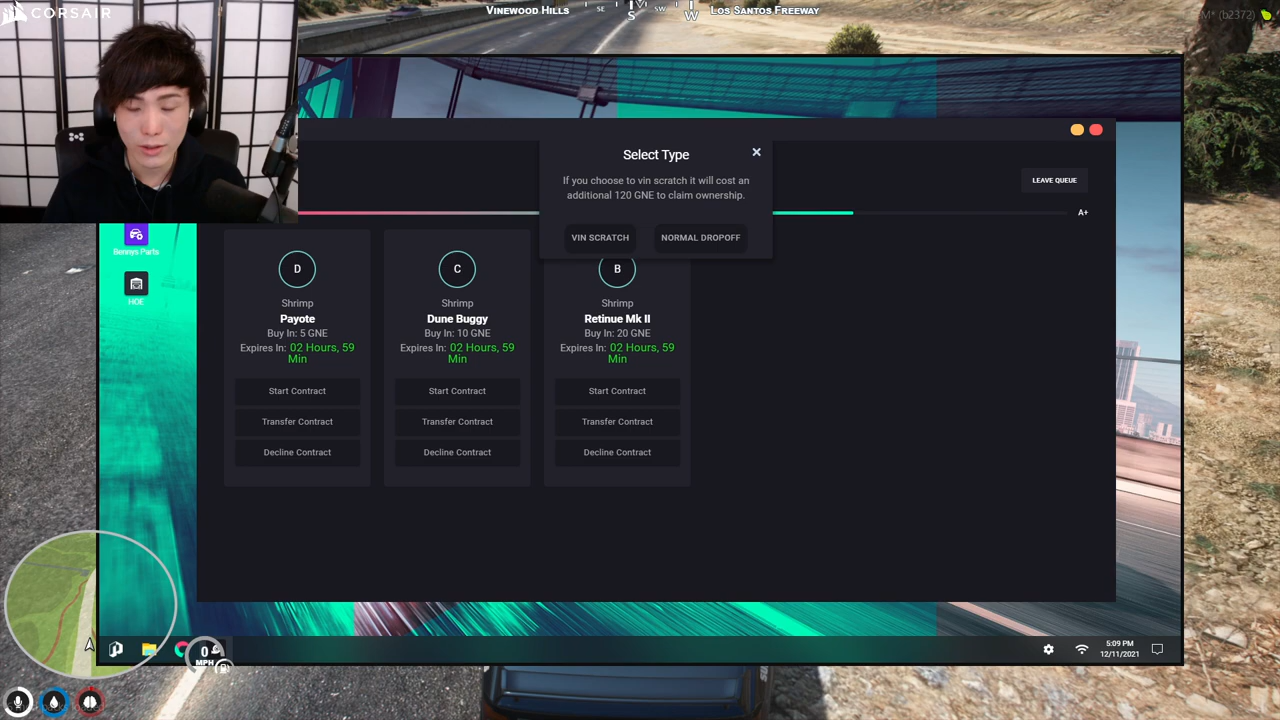 CORSAIR
Vinewood Hills
SE
S
SW
W
Los Santos Freeway
M* (b2372)
Select Type
If you choose to vin scratch it will cost an
additional 120 GNE to claim ownership.
VIN SCRATCH
NORMAL DROPOFF
LEAVE QUEUE
A+
Bennys Parts
HOE
D
Shrimp
Payote
Buy In: 5 GNE
Expires In: 02 Hours, 59
Min
Start Contract
Transfer Contract
Decline Contract
C
Shrimp
Dune Buggy
Buy In: 10 GNE
Expires In: 02 Hours, 59
Min
Start Contract
Transfer Contract
Decline Contract
B
Shrimp
Retinue Mk II
Buy In: 20 GNE
Expires In: 02 Hours, 59
Min
Start Contract
Transfer Contract
Decline Contract
0
MPH
5:09 PM
12/11/2021